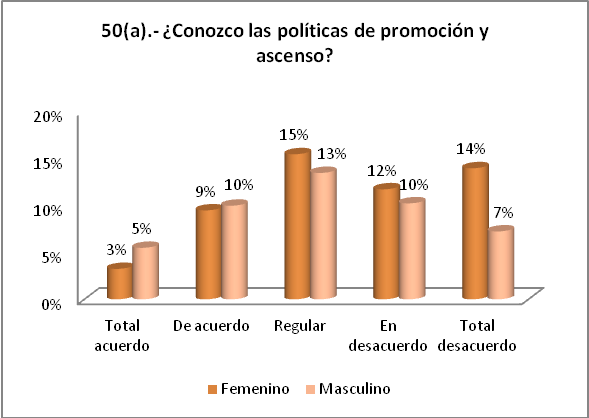 50(a).- ¿Conozco las políticas de promoción y
ascenso?
20%
15%
10%
5%
0%
3%
5%
9%
10%
15%
13%
12%
10%
14%
7%
Total
acuerdo
De acuerdo
Regular
En
desacuerdo
Total
desacuerdo
Femenino
Masculino